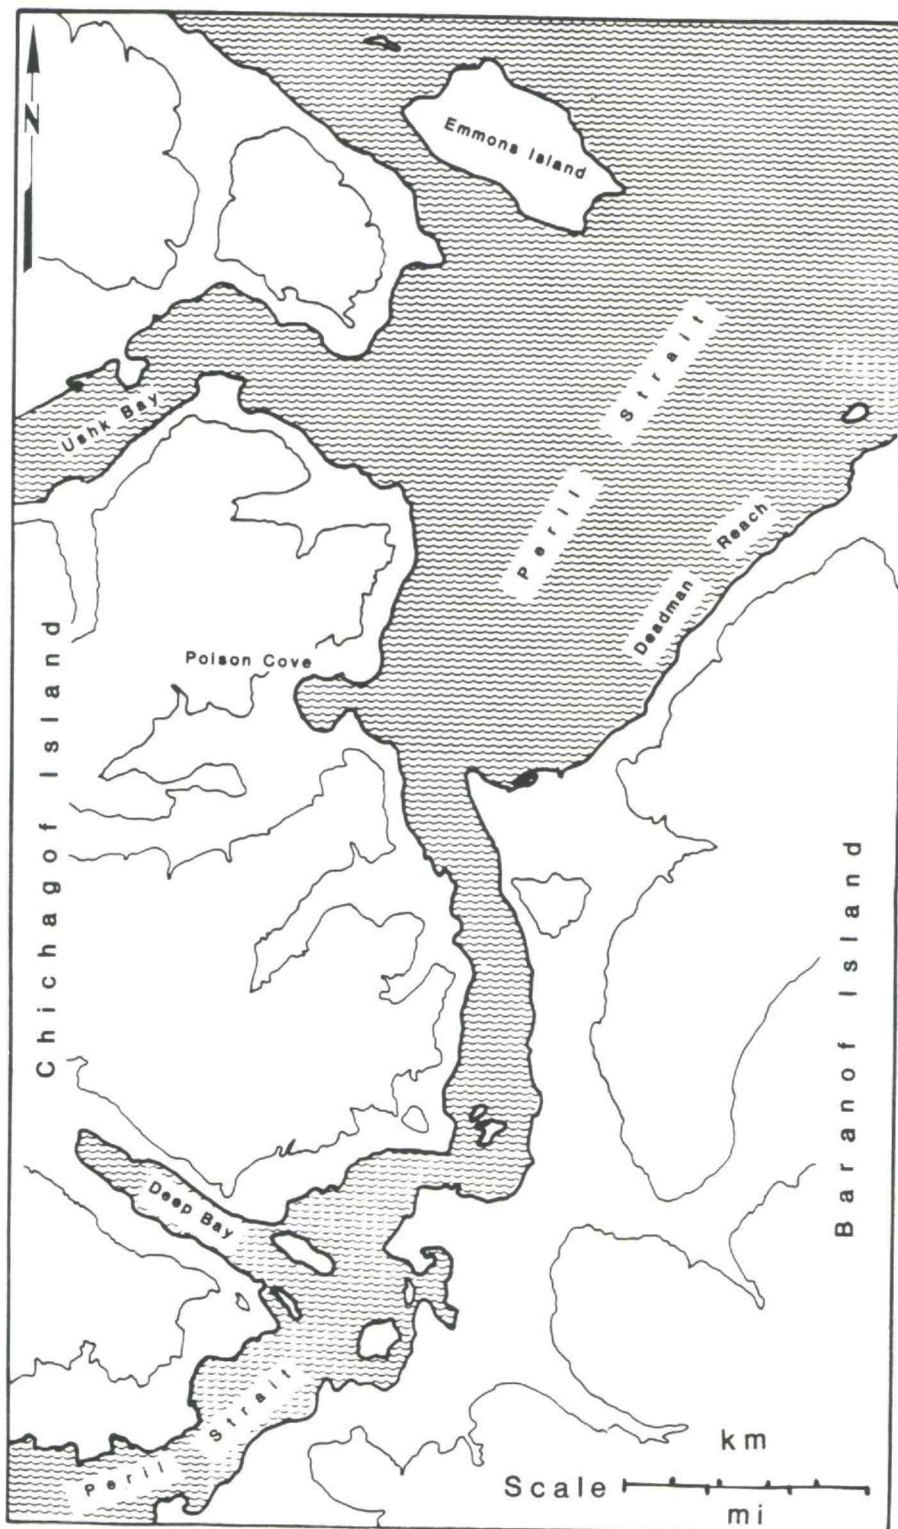 N
Emmons Island
Peril Strait
Ushk Bay
Deadman Reach
Poison Cove
Chichagof Island
Baranof Island
Deep Bay
Peril Strait
km
Scale
mi